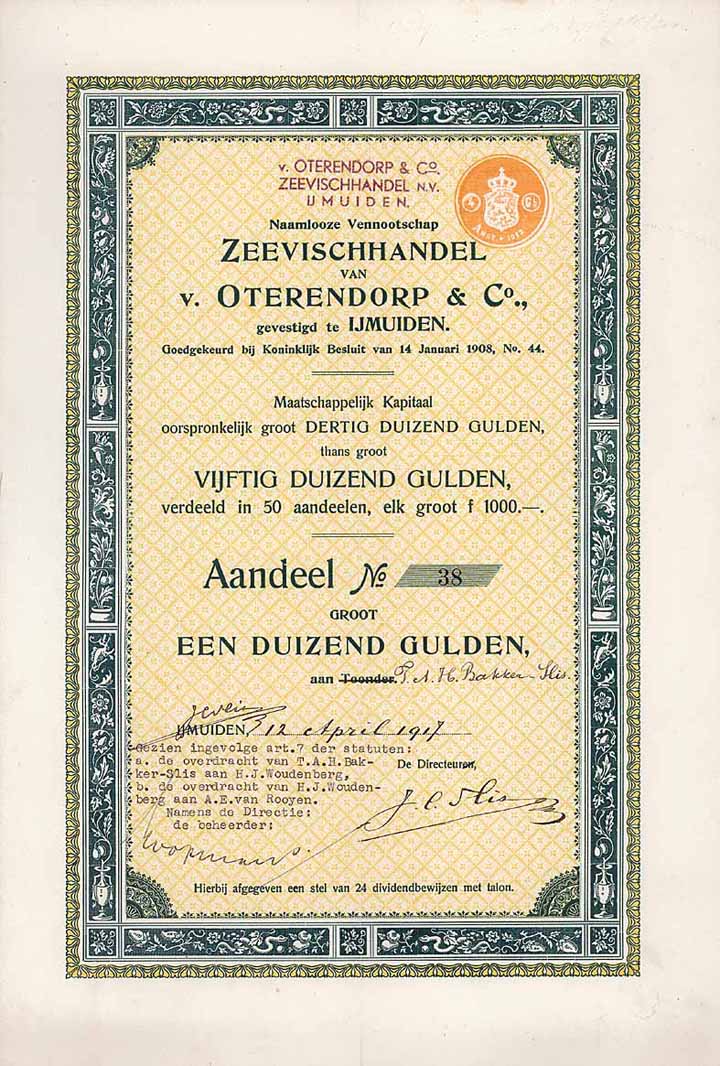 v. OTERENDORP & Co.
ZEEVISCHHANDEL N.V.
IJMUIDEN.
Naamlooze Vennootschap
ZEEVISCHHANDEL
VAN
v. OTERENDORP & Co.,
gevestigd te IJMUIDEN.
Goedgekeurd bij Koninklijk Besluit van 14 Januari 1908, No. 44.
Maatschappelijk Kapitaal
oorspronkelijk groot DERTIG DUIZEND GULDEN,
thans groot
VIJFTIG DUIZEND GULDEN,
verdeeld in 50 aandeelen, elk groot f 1000.—.
Aandeel No 38
GROOT
EEN DUIZEND GULDEN,
aan Toonder. T. A. H. Bakker-Slis.
IJMUIDEN, 12 April 1917
Gezien ingevolge art.7 der statuten:
a. de overdracht van T.A.H.Bak-
ker-Slis aan H.J.Woudenberg,
b. de overdracht van H.J.Wouden-
berg aan A.E.van Rooyen.
Namens de Directie:
de beheerder:
De Directeuren,
J. C. Slis
Hierbij afgegeven een stel van 24 dividendbewijzen met talon.